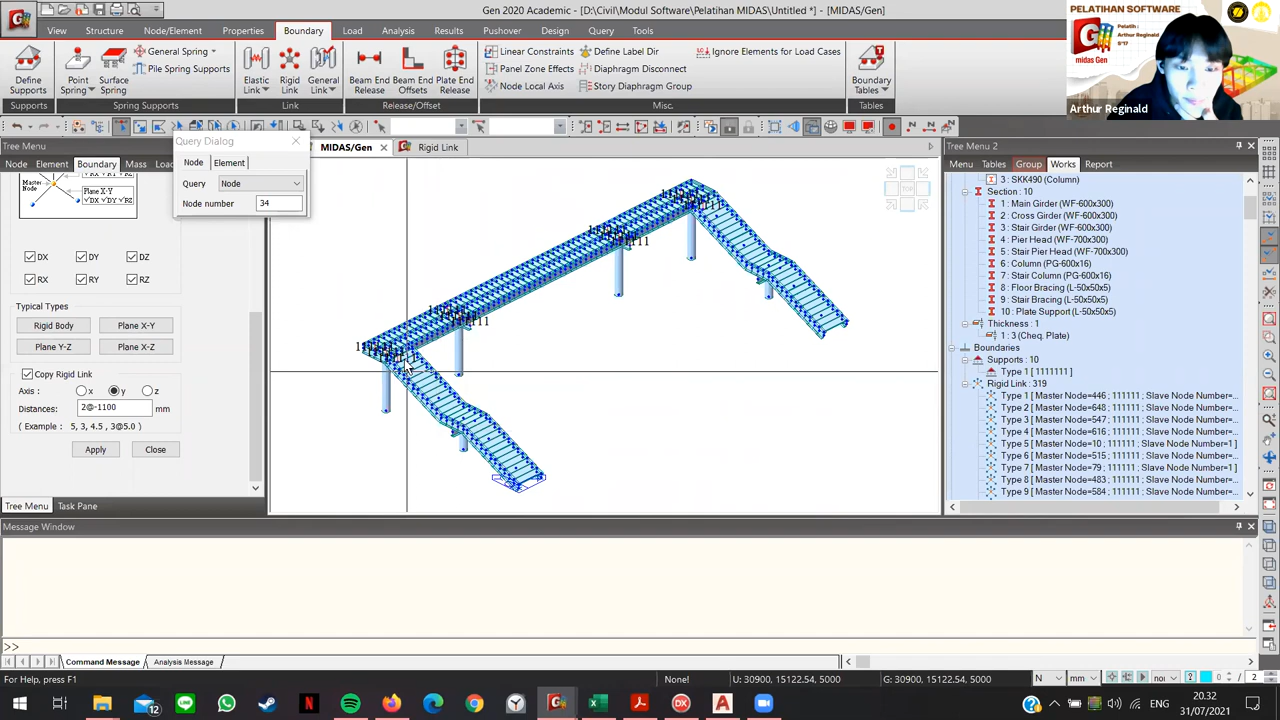 Gen 2020 Academic - [D:\Civil\Modul Software\Pelatihan MIDAS\Untitled *] - [MIDAS/Gen]
View Structure Node/Element Properties Boundary Load Analysis Results Pushover Design Query Tools
Define Supports
Point Spring
Surface Spring
General Spring
Pile Spring Supports
Elastic Link
Rigid Link
General Link
Beam End Release
Beam End Offsets
Plate End Release
Linear Constraints
Panel Zone Effects
Node Local Axis
Define Label Dir
Diaphragm Disconnect
Story Diaphragm Group
Ignore Elements for Load Cases
Boundary Tables
Supports Spring Supports Link Release/Offset Misc. Tables
PELATIHAN SOFTWARE
Pelatih :
Arthur Reginald
S'17
midas Gen
Arthur Reginald
Tree Menu
Node Element Boundary Mass Loa
Master Node
Plane X-Y
√DX √DY √RZ
DX DY DZ
RX RY RZ
Typical Types
Rigid Body Plane X-Y
Plane Y-Z Plane X-Z
Copy Rigid Link
Axis : x y z
Distances: 2@-1100 mm
( Example : 5, 3, 4.5 , 3@5.0 )
Apply Close
Tree Menu Task Pane
Query Dialog
Node Element
Query Node
Node number 34
MIDAS/Gen Rigid Link
TOP
Tree Menu 2
Menu Tables Group Works Report
3 : SKK490 (Column)
Section : 10
1 : Main Girder (WF-600x300)
2 : Cross Girder (WF-600x300)
3 : Stair Girder (WF-600x300)
4 : Pier Head (WF-700x300)
5 : Stair Pier Head (WF-700x300)
6 : Column (PG-600x16)
7 : Stair Column (PG-600x16)
8 : Floor Bracing (L-50x50x5)
9 : Stair Bracing (L-50x50x5)
10 : Plate Support (L-50x50x5)
Thickness : 1
1 : 3 (Cheq. Plate)
Boundaries
Supports : 10
Type 1 [ 1111111 ]
Rigid Link : 319
Type 1 [ Master Node=446 ; 111111 ; Slave Node Number=...
Type 2 [ Master Node=648 ; 111111 ; Slave Node Number=...
Type 3 [ Master Node=547 ; 111111 ; Slave Node Number=...
Type 4 [ Master Node=616 ; 111111 ; Slave Node Number=...
Type 5 [ Master Node=10 ; 111111 ; Slave Node Number=1 ]
Type 6 [ Master Node=515 ; 111111 ; Slave Node Number=...
Type 7 [ Master Node=79 ; 111111 ; Slave Node Number=1 ]
Type 8 [ Master Node=483 ; 111111 ; Slave Node Number=...
Type 9 [ Master Node=584 ; 111111 ; Slave Node Number=...
Message Window
>>
Command Message Analysis Message
For Help, press F1
None!
U: 30900, 15122.54, 5000
G: 30900, 15122.54, 5000
N mm non / 2
12
ENG
20.32
31/07/2021